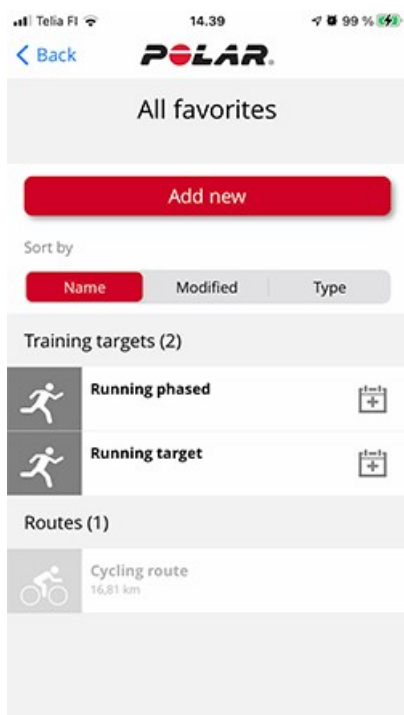 Telia FI 14.39 99 %
Back POLAR.
All favorites
Add new
Sort by
Name Modified Type
Training targets (2)
Running phased
Running target
Routes (1)
Cycling route
16,81 km